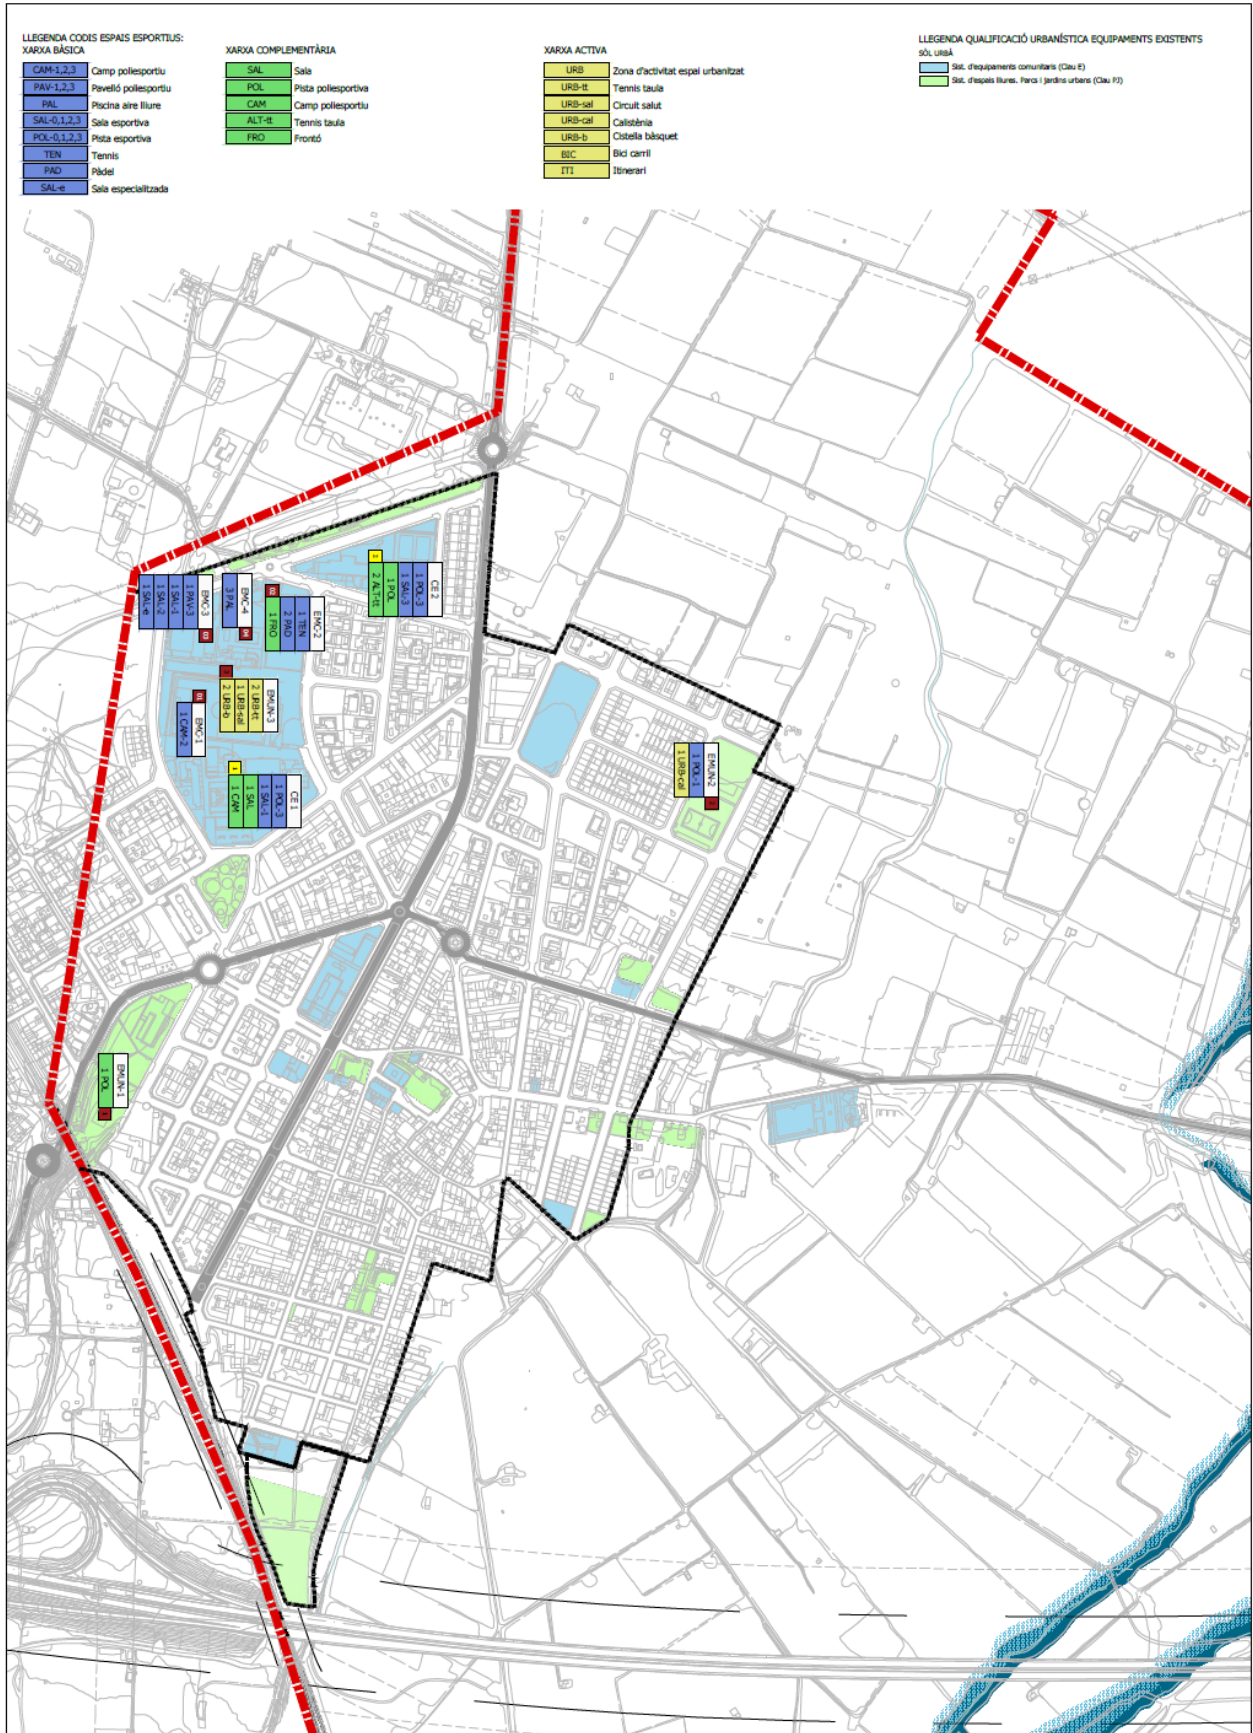 LLEGENDA CODIS ESPAIS ESPORTIUS:
XARXA BÀSICA
CAM-1,2,3 Camp poliesportiu
PAV-1,2,3 Pavelló poliesportiu
PAL Piscina aire lliure
SAL-0,1,2,3 Sala esportiva
POL-0,1,2,3 Pista esportiva
TEN Tennis
PAD Pàdel
SAL-e Sala especialitzada
XARXA COMPLEMENTÀRIA
SAL Sala
POL Pista poliesportiva
CAM Camp poliesportiu
ALT-tt Tennis taula
FRO Frontó
XARXA ACTIVA
URB Zona d'activitat espai urbanitzat
URB-tt Tennis taula
URB-sal Circuit salut
URB-cal Calistènia
URB-b Cistella bàsquet
BIC Bici carril
ITI Itinerari
LLEGENDA QUALIFICACIÓ URBANÍSTICA EQUIPAMENTS EXISTENTS
SÒL URBÀ
Sist. d'equipaments comunitaris (Clau E)
Sist. d'espais lliures. Parcs i jardins urbans (Clau PJ)
CE 2
1 POL-3
1 SAL-3
1 POL
2 ALT-tt
EMC-3
1 PAV-3
1 SAL-1
1 SAL-2
1 SAL-e
03
EMC-4
3 PAL
04
EMC-2
1 TEN
2 PAD
1 FRO
02
EMUN-3
2 URB-tt
1 URB-sal
2 URB-b
EMC-1
1 CAM-2
01
CE 1
1 POL-3
1 SAL-1
1 SAL
1 CAM
EMUN-2
1 POL-1
1 URB-cal
EMUN-1
1 POL